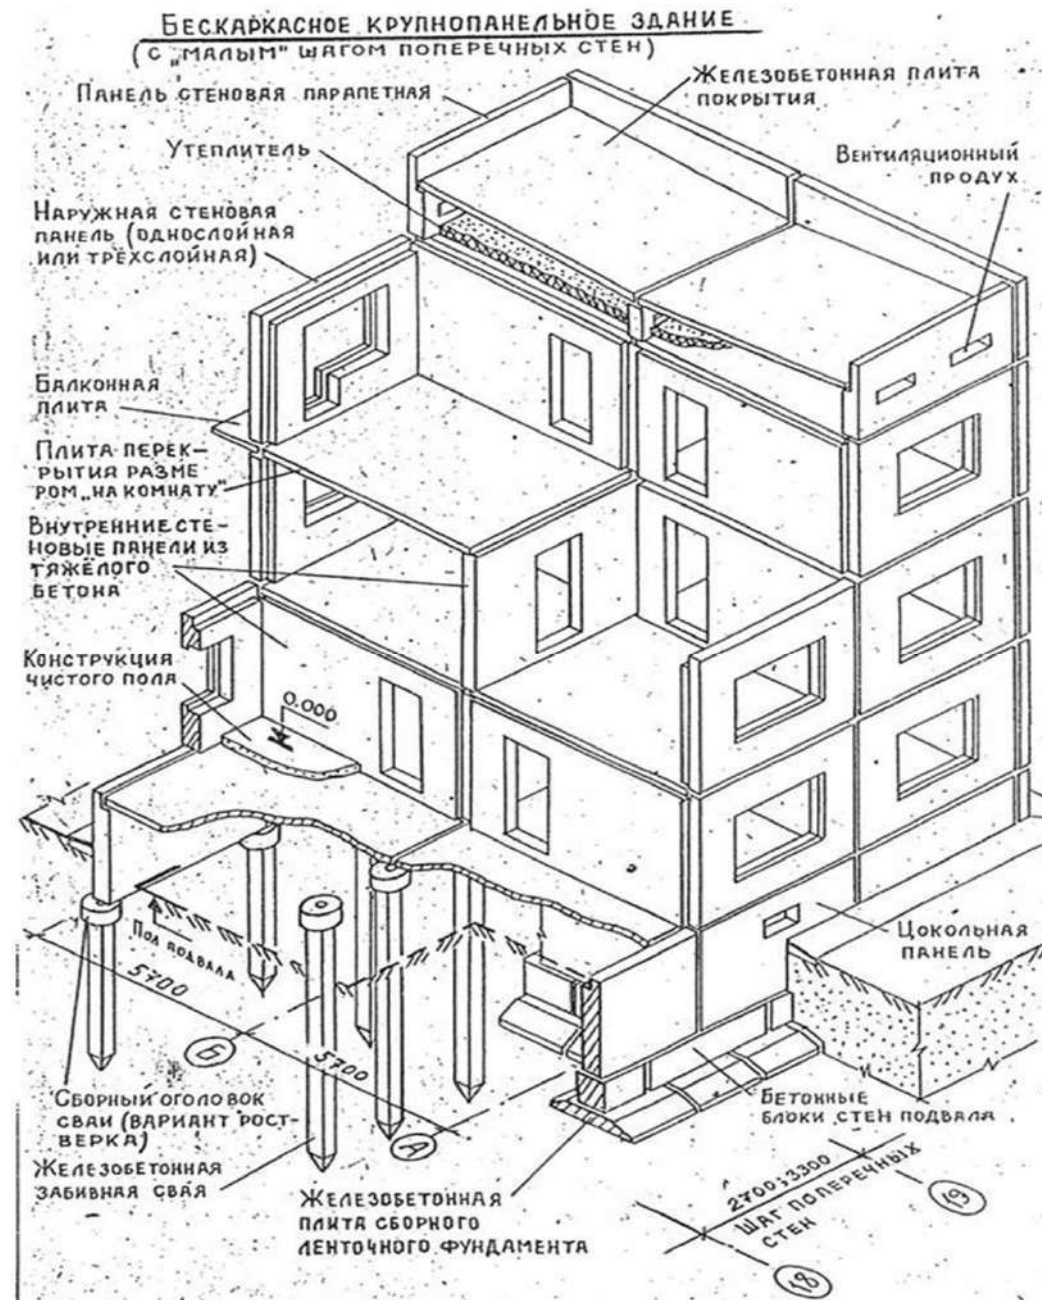 БЕСКАРКАСНОЕ КРУПНОПАНЕЛЬНОЕ ЗДАНИЕ
(С „МАЛЫМ" ШАГОМ ПОПЕРЕЧНЫХ СТЕН)
ПАНЕЛЬ СТЕНОВАЯ ПАРАПЕТНАЯ
ЖЕЛЕЗОБЕТОННАЯ ПЛИТА
ПОКРЫТИЯ
УТЕПЛИТЕЛЬ
ВЕНТИЛЯЦИОННЫЙ
ПРОДУХ
НАРУЖНАЯ СТЕНОВАЯ
ПАНЕЛЬ (ОДНОСЛОЙНАЯ
ИЛИ ТРЁХСЛОЙНАЯ)
БАЛКОННАЯ
ПЛИТА
ПЛИТА ПЕРЕК-
РЫТИЯ РАЗМЕ
РОМ „НА КОМНАТУ"
ВНУТРЕННИЕ СТЕ-
НОВЫЕ ПАНЕЛИ ИЗ
ТЯЖЁЛОГО
БЕТОНА
КОНСТРУКЦИЯ
ЧИСТОГО ПОЛА
0.000
ПОЛ ПОДВАЛА
5700
Б
5700
А
ЦОКОЛЬНАЯ
ПАНЕЛЬ
СБОРНЫЙ ОГОЛОВОК
СВАИ (ВАРИАНТ РОСТ-
ВЕРКА)
ЖЕЛЕЗОБЕТОННАЯ
ЗАБИВНАЯ СВАЯ
ЖЕЛЕЗОБЕТОННАЯ
ПЛИТА СБОРНОГО
ЛЕНТОЧНОГО ФУНДАМЕНТА
БЕТОННЫЕ
БЛОКИ СТЕН ПОДВАЛА
2700÷3300
ШАГ ПОПЕРЕЧНЫХ
СТЕН
18
19